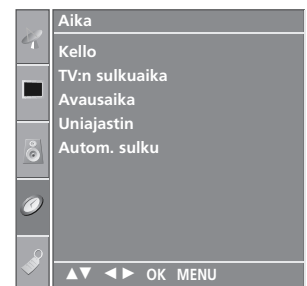 Aika
Kello
TV:n sulkuaika
Avausaika
Uniajastin
Autom. sulku
▲▼ ◄► OK MENU